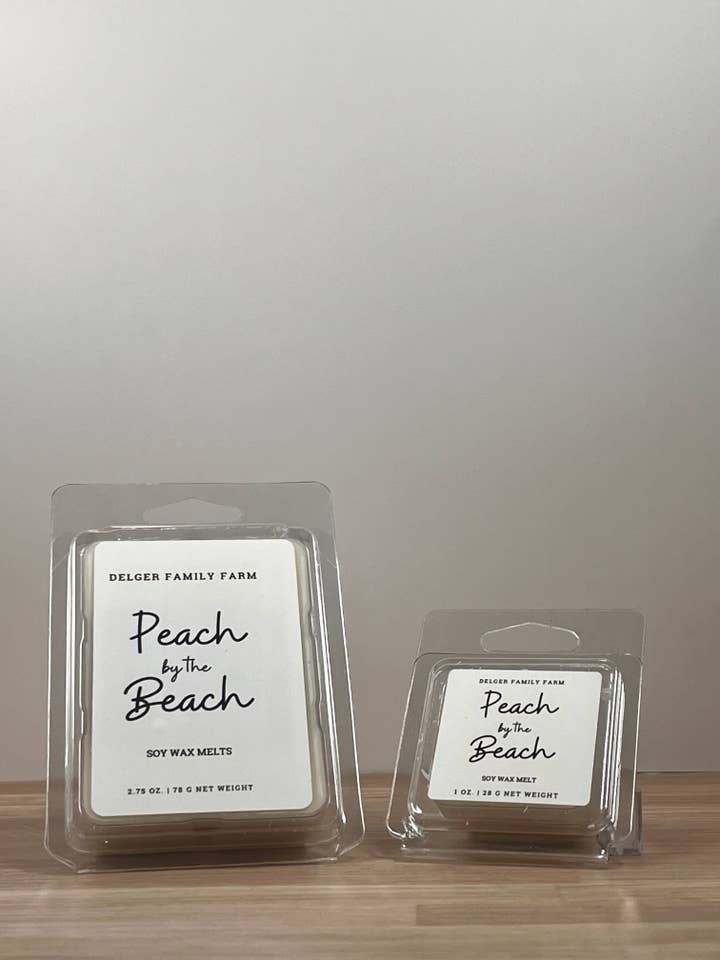 DELGER FAMILY FARM
Peach
by the
Beach
SOY WAX MELTS
2.75 OZ. | 78 G NET WEIGHT
DELGER FAMILY FARM
Peach
by the
Beach
SOY WAX MELT
1 OZ. | 28 G NET WEIGHT